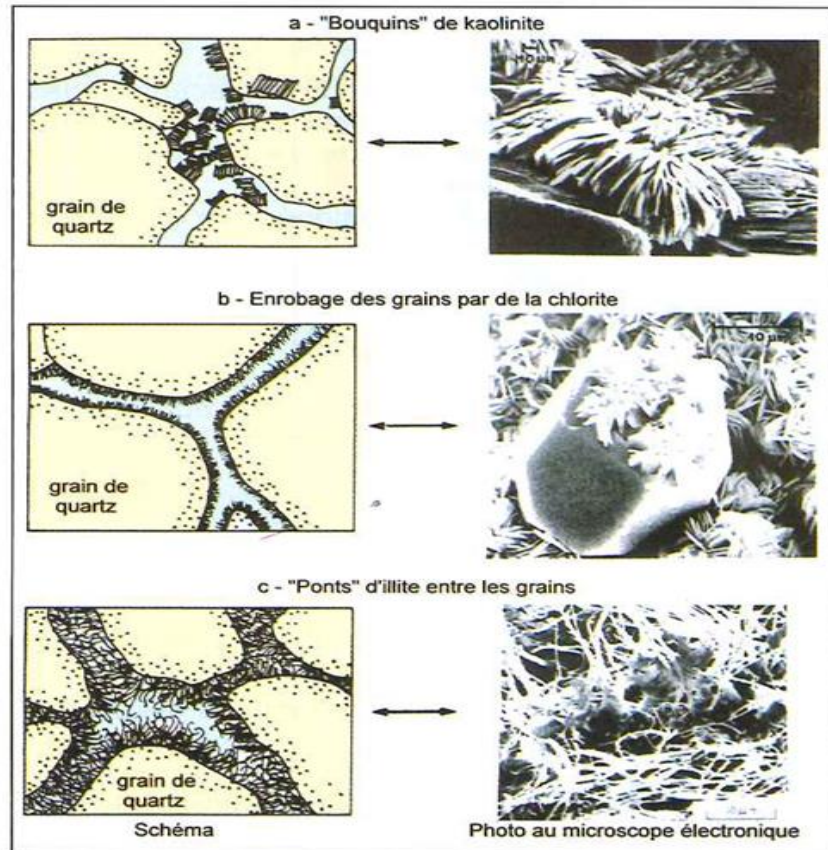 a - "Bouquins" de kaolinite
grain de
quartz
b - Enrobage des grains par de la chlorite
10 µm
grain de
quartz
c - "Ponts" d'illite entre les grains
grain de
quartz
Schéma
Photo au microscope électronique